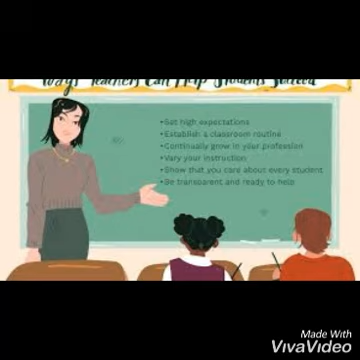 Ways Teachers Can Help Students Succeed
•Set high expectations
•Establish a classroom routine
•Continually grow in your profession
•Vary your instruction
•Show that you care about every student
•Be transparent and ready to help
Made With
VivaVideo